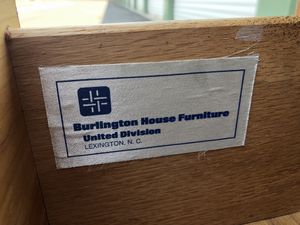 Burlington House Furniture
United Division
LEXINGTON, N. C.